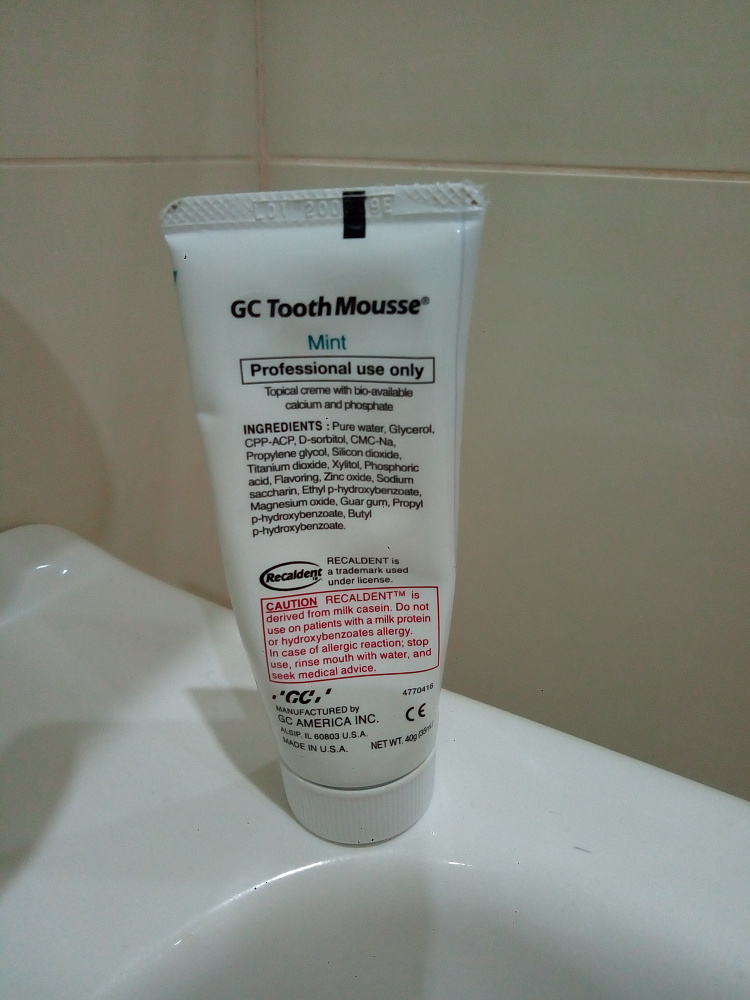 LOT 200
9E
GC Tooth Mousse®
Mint
Professional use only
Topical creme with bio-available
calcium and phosphate
INGREDIENTS : Pure water, Glycerol,
CPP-ACP, D-sorbitol, CMC-Na,
Propylene glycol, Silicon dioxide,
Titanium dioxide, Xylitol, Phosphoric
acid, Flavoring, Zinc oxide, Sodium
saccharin, Ethyl p-hydroxybenzoate,
Magnesium oxide, Guar gum, Propyl
p-hydroxybenzoate, Butyl
p-hydroxybenzoate.
Recaldent™
RECALDENT is
a trademark used
under license.
CAUTION RECALDENT™ is
derived from milk casein. Do not
use on patients with a milk protein
or hydroxybenzoates allergy.
In case of allergic reaction; stop
use, rinse mouth with water, and
seek medical advice.
GC
4770416
MANUFACTURED by
GC AMERICA INC.
CE
ALSIP, IL 60803 U.S.A.
MADE IN U.S.A.
NET WT. 40g (35mL)